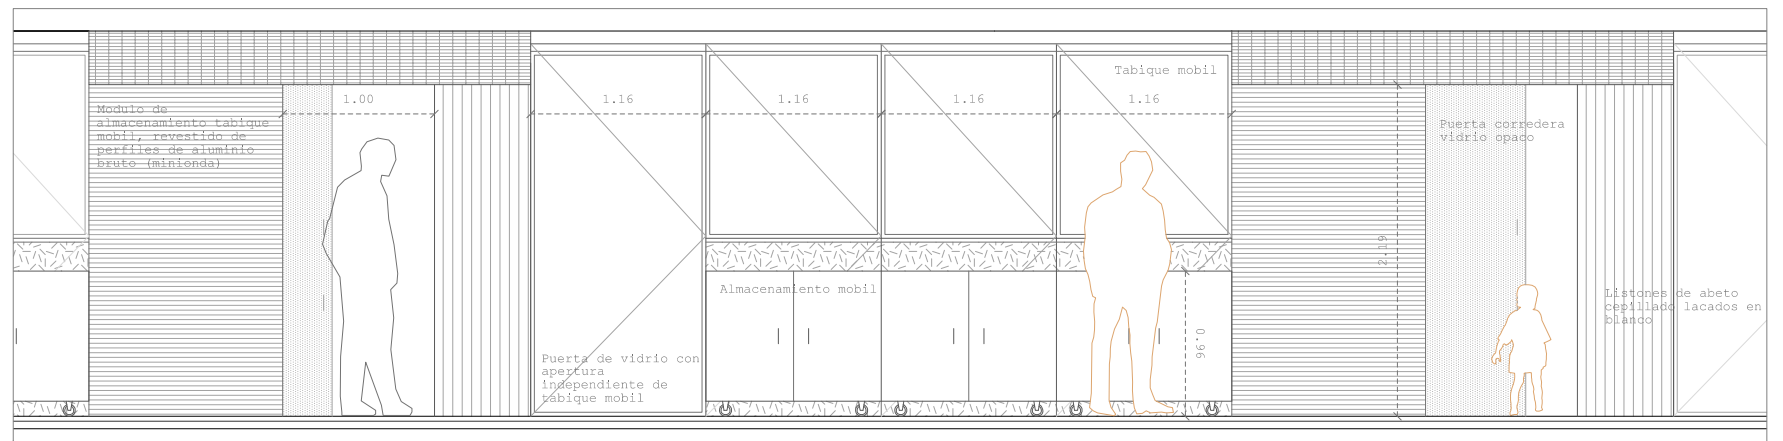 Modulo de
almacenamiento tabique
mobil, revestido de
perfiles de aluminio
bruto (minionda)
1.00
1.16
1.16
1.16
1.16
Tabique mobil
Puerta de vidrio con
apertura
independiente de
tabique mobil
Almacenamiento mobil
0.96
2.19
Puerta corredera
vidrio opaco
Listones de abeto
cepillado lacados en
blanco